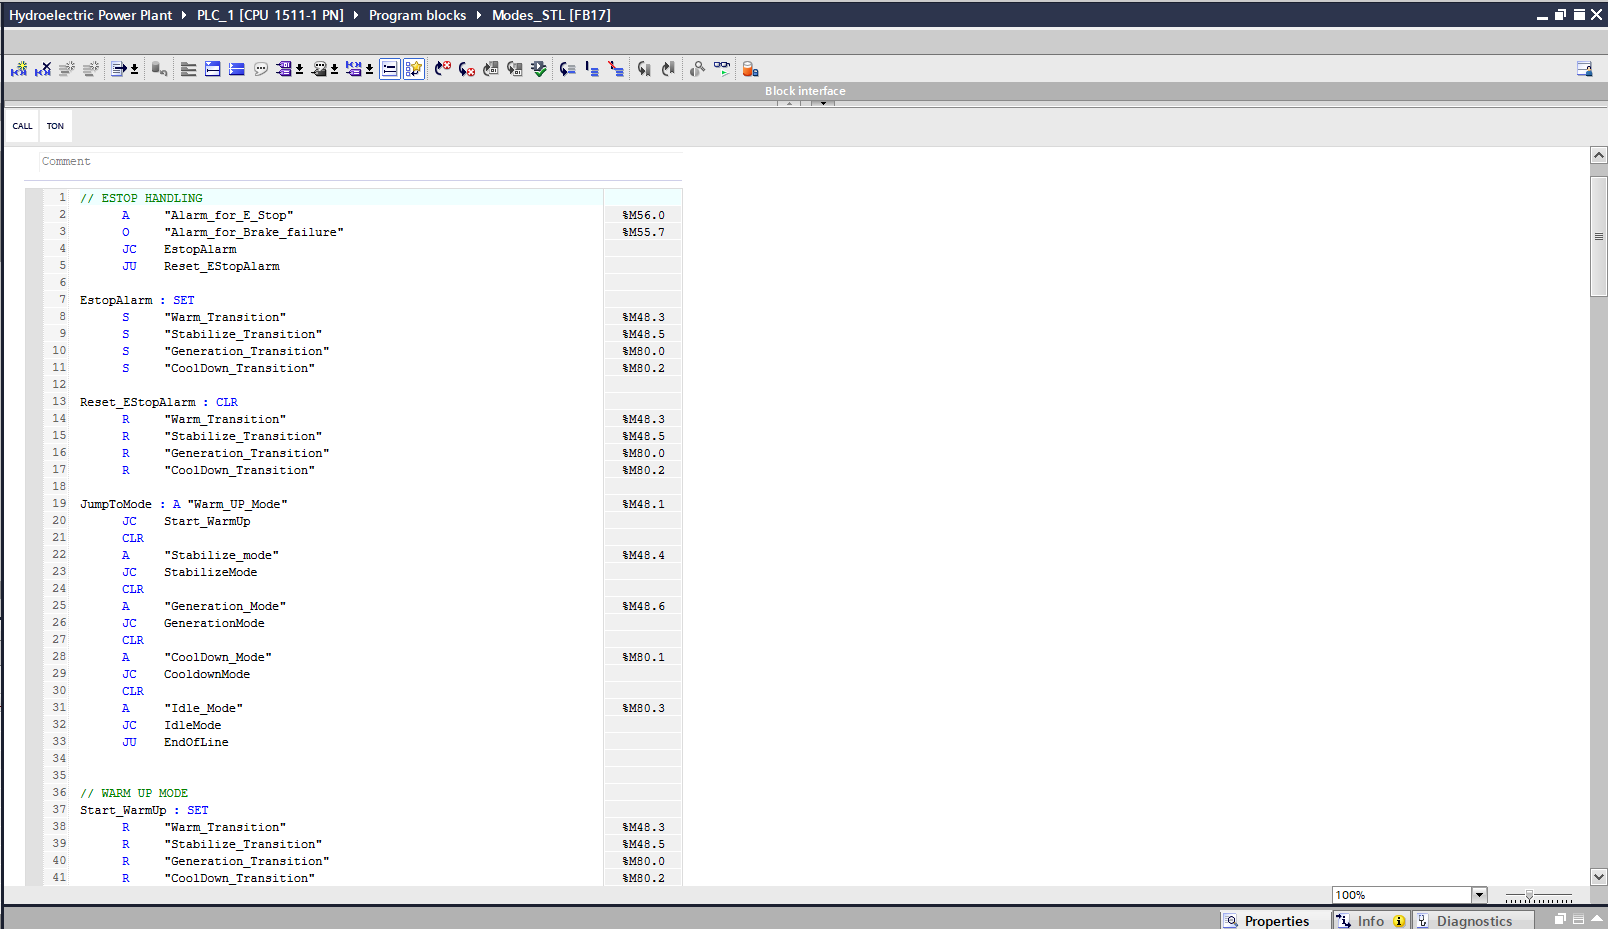 Hydroelectric Power Plant ▸ PLC_1 [CPU 1511-1 PN] ▸ Program blocks ▸ Modes_STL [FB17]
Block interface
CALL TON
Comment
1 // ESTOP HANDLING
2 A "Alarm_for_E_Stop" %M56.0
3 O "Alarm_for_Brake_failure" %M55.7
4 JC EstopAlarm
5 JU Reset_EStopAlarm
6
7 EstopAlarm : SET
8 S "Warm_Transition" %M48.3
9 S "Stabilize_Transition" %M48.5
10 S "Generation_Transition" %M80.0
11 S "CoolDown_Transition" %M80.2
12
13 Reset_EStopAlarm : CLR
14 R "Warm_Transition" %M48.3
15 R "Stabilize_Transition" %M48.5
16 R "Generation_Transition" %M80.0
17 R "CoolDown_Transition" %M80.2
18
19 JumpToMode : A "Warm_UP_Mode" %M48.1
20 JC Start_WarmUp
21 CLR
22 A "Stabilize_mode" %M48.4
23 JC StabilizeMode
24 CLR
25 A "Generation_Mode" %M48.6
26 JC GenerationMode
27 CLR
28 A "CoolDown_Mode" %M80.1
29 JC CooldownMode
30 CLR
31 A "Idle_Mode" %M80.3
32 JC IdleMode
33 JU EndOfLine
34
35
36 // WARM UP MODE
37 Start_WarmUp : SET
38 R "Warm_Transition" %M48.3
39 R "Stabilize_Transition" %M48.5
40 R "Generation_Transition" %M80.0
41 R "CoolDown_Transition" %M80.2
100%
Properties Info Diagnostics